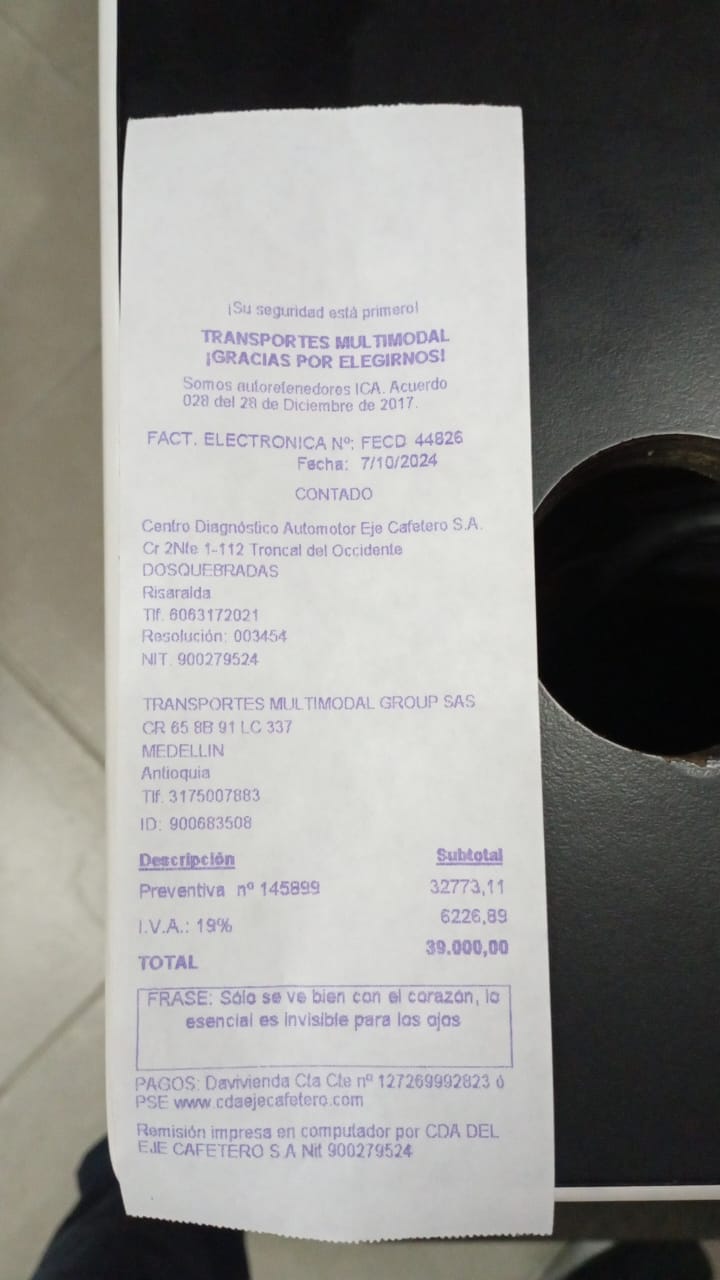 ¡Su seguridad está primero!
TRANSPORTES MULTIMODAL
¡GRACIAS POR ELEGIRNOS!
Somos autoretenedores ICA. Acuerdo
028 del 28 de Diciembre de 2017.
FACT. ELECTRONICA Nº: FECD 44826
Fecha: 7/10/2024
CONTADO
Centro Diagnóstico Automotor Eje Cafetero S.A.
Cr 2Nte 1-112 Troncal del Occidente
DOSQUEBRADAS
Risaralda
Tlf. 6063172021
Resolución: 003454
NIT. 900279524
TRANSPORTES MULTIMODAL GROUP SAS
CR 65 8B 91 LC 337
MEDELLIN
Antioquia
Tlf. 3175007883
ID: 900683508
Descripción Subtotal
Preventiva nº 145899 32773,11
I.V.A.: 19% 6226,89
TOTAL 39.000,00
FRASE: Sólo se ve bien con el corazón, lo
esencial es invisible para los ojos
PAGOS: Davivienda Cta Cte nº 127269992823 ó
PSE www.cdaejecafetero.com
Remisión impresa en computador por CDA DEL
EJE CAFETERO S.A Nit 900279524